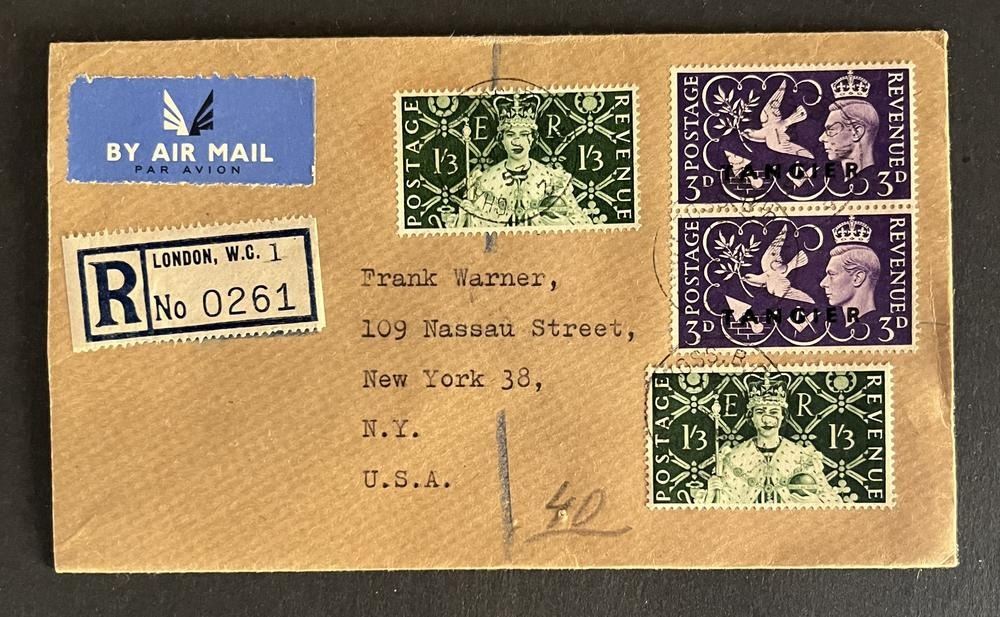 BY AIR MAIL
PAR AVION
R
LONDON, W.C. 1
No 0261
POSTAGE
E R
1/3 1/3
REVENUE
POSTAGE
REVENUE
TANGIER
3D 3D
POSTAGE
REVENUE
TANGIER
3D 3D
Frank Warner,
109 Nassau Street,
New York 38,
N.Y.
U.S.A.
POSTAGE
E R
1/3 1/3
REVENUE
40